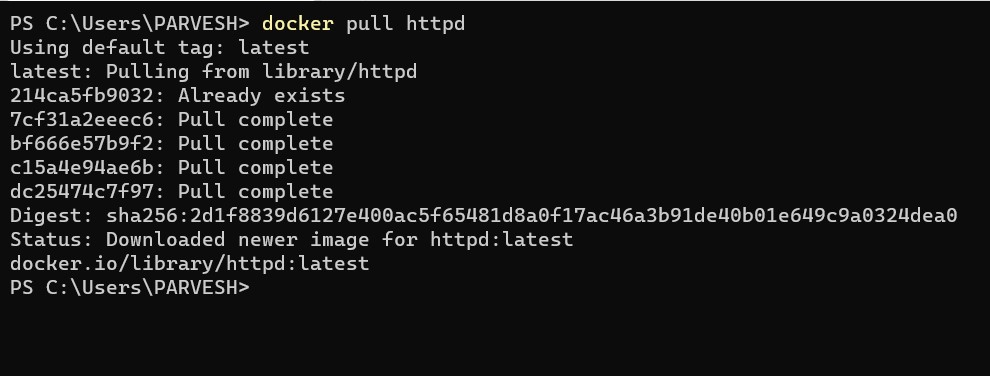 PS C:\Users\PARVESH> docker pull httpd
Using default tag: latest
latest: Pulling from library/httpd
214ca5fb9032: Already exists
7cf31a2eeec6: Pull complete
bf666e57b9f2: Pull complete
c15a4e94ae6b: Pull complete
dc25474c7f97: Pull complete
Digest: sha256:2d1f8839d6127e400ac5f65481d8a0f17ac46a3b91de40b01e649c9a0324dea0
Status: Downloaded newer image for httpd:latest
docker.io/library/httpd:latest
PS C:\Users\PARVESH>